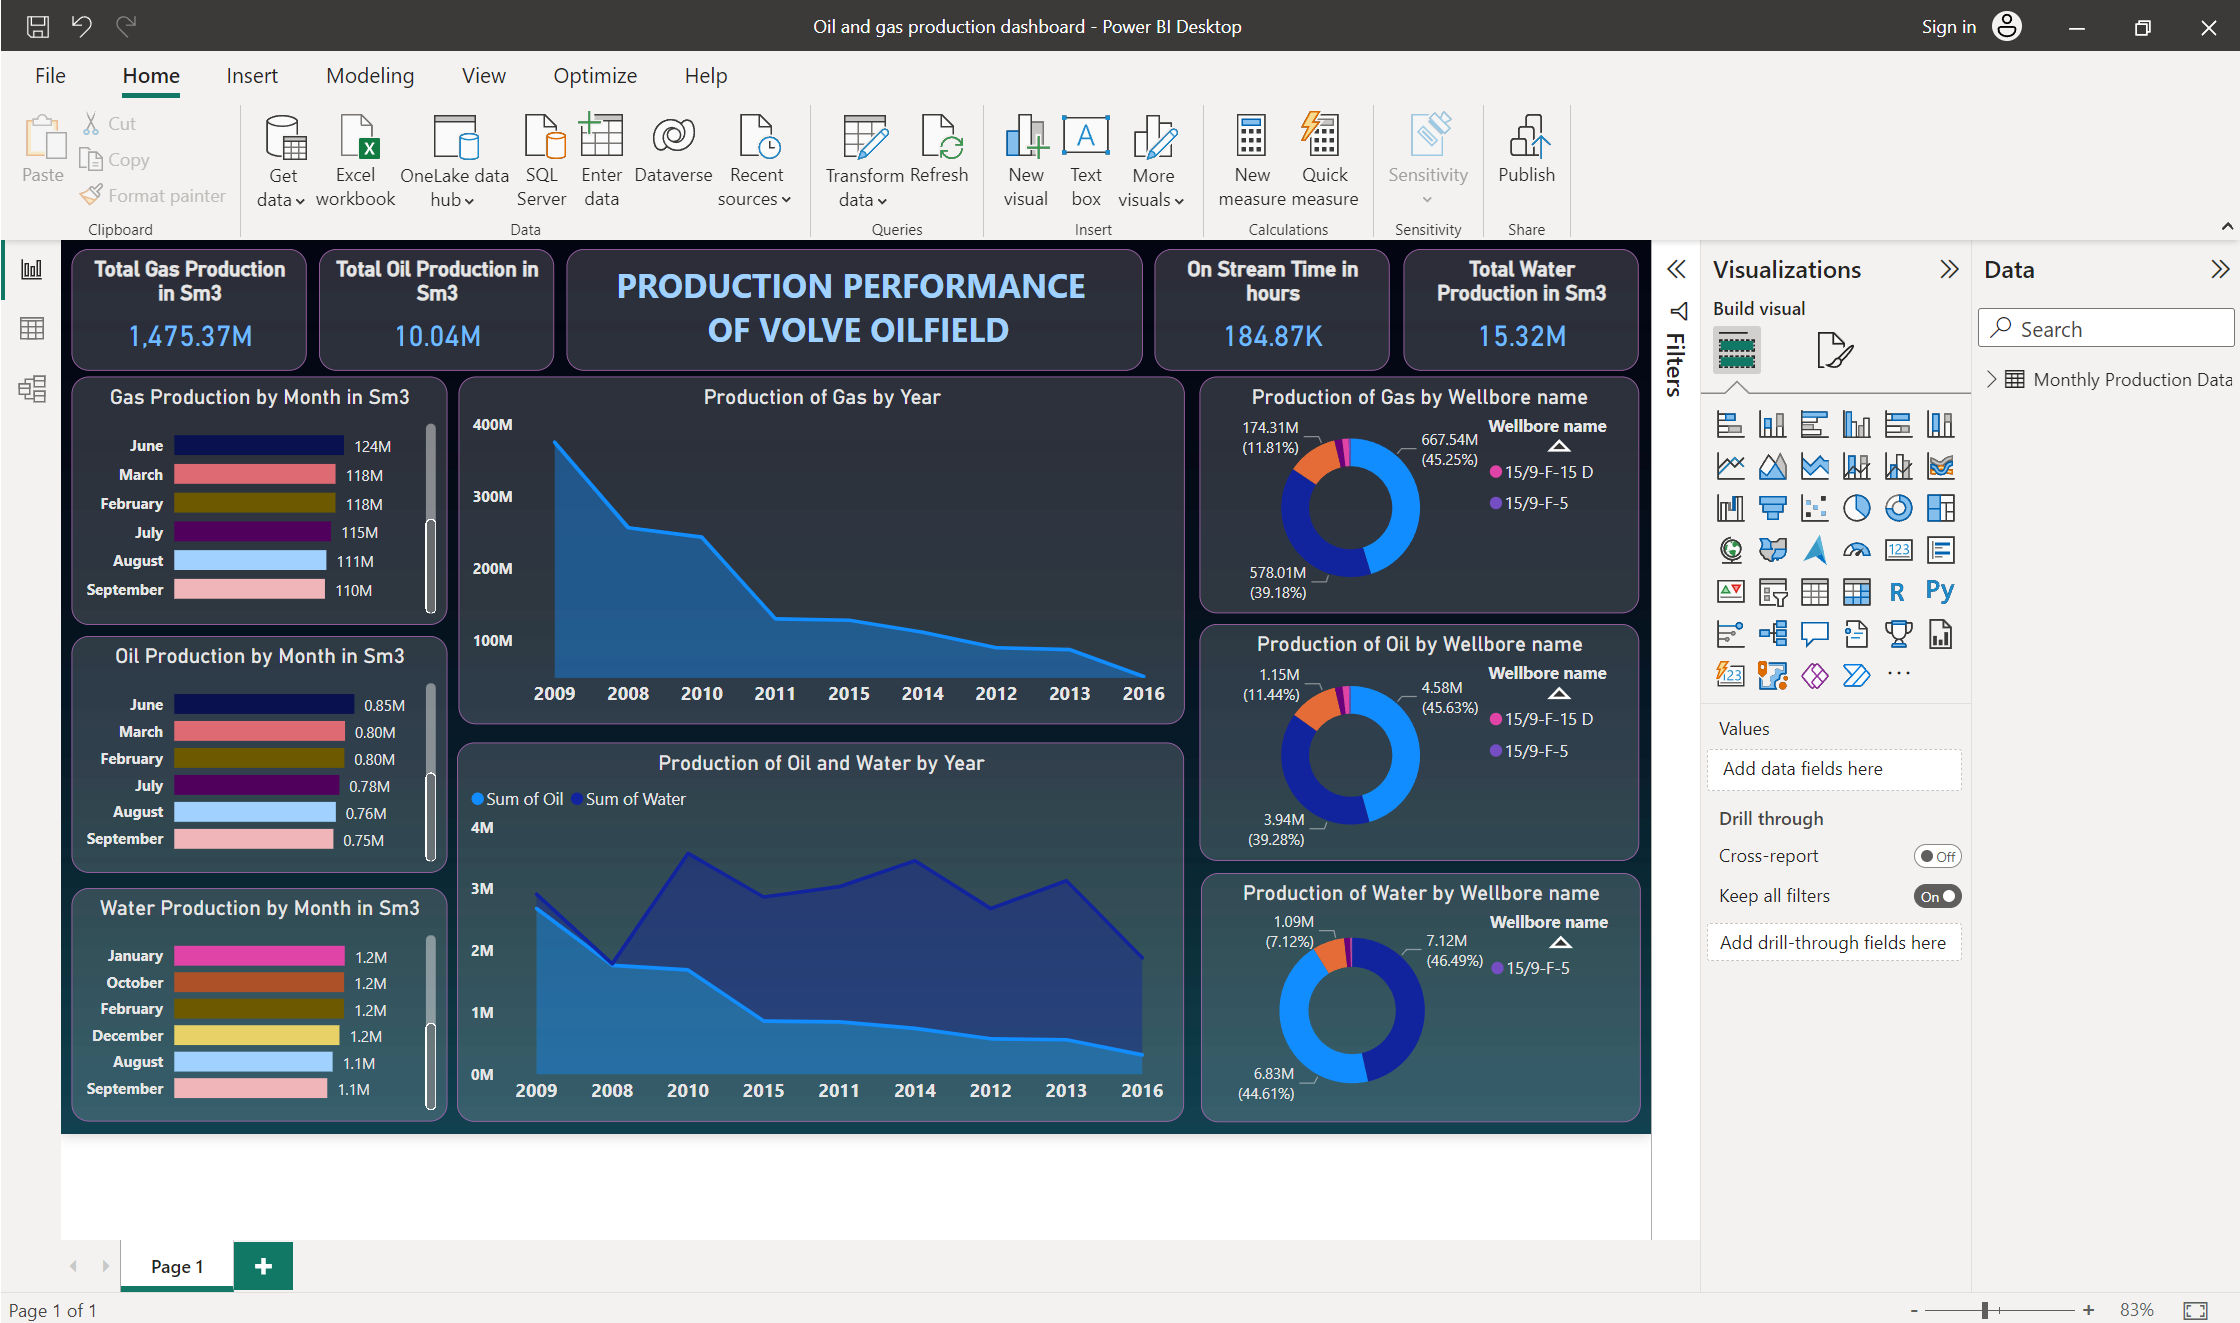 Oil and gas production dashboard - Power BI Desktop
Sign in
File
Home
Insert
Modeling
View
Optimize
Help
Paste
Cut
Copy
Format painter
Clipboard
Get
data
Excel
workbook
OneLake data
hub
SQL
Server
Enter
data
Dataverse
Recent
sources
Data
Transform
data
Refresh
Queries
New
visual
Text
box
More
visuals
Insert
New
measure
Quick
measure
Calculations
Sensitivity
Sensitivity
Publish
Share
Total Gas Production
in Sm3
1,475.37M
Total Oil Production in
Sm3
10.04M
PRODUCTION PERFORMANCE
OF VOLVE OILFIELD
On Stream Time in
hours
184.87K
Total Water
Production in Sm3
15.32M
Gas Production by Month in Sm3
June 124M
March 118M
February 118M
July 115M
August 111M
September 110M
Oil Production by Month in Sm3
June 0.85M
March 0.80M
February 0.80M
July 0.78M
August 0.76M
September 0.75M
Water Production by Month in Sm3
January 1.2M
October 1.2M
February 1.2M
December 1.2M
August 1.1M
September 1.1M
Production of Gas by Year
400M
300M
200M
100M
2009 2008 2010 2011 2015 2014 2012 2013 2016
Production of Oil and Water by Year
Sum of Oil Sum of Water
4M
3M
2M
1M
0M
2009 2008 2010 2015 2011 2014 2012 2013 2016
Production of Gas by Wellbore name
174.31M
(11.81%)
667.54M
(45.25%)
578.01M
(39.18%)
Wellbore name
15/9-F-15 D
15/9-F-5
Production of Oil by Wellbore name
1.15M
(11.44%)
4.58M
(45.63%)
3.94M
(39.28%)
Wellbore name
15/9-F-15 D
15/9-F-5
Production of Water by Wellbore name
1.09M
(7.12%)
7.12M
(46.49%)
6.83M
(44.61%)
Wellbore name
15/9-F-5
Filters
Visualizations
Build visual
123
R
Py
123
...
Values
Add data fields here
Drill through
Cross-report
Off
Keep all filters
On
Add drill-through fields here
Data
Search
Monthly Production Data
Page 1
+
Page 1 of 1
- + 83%